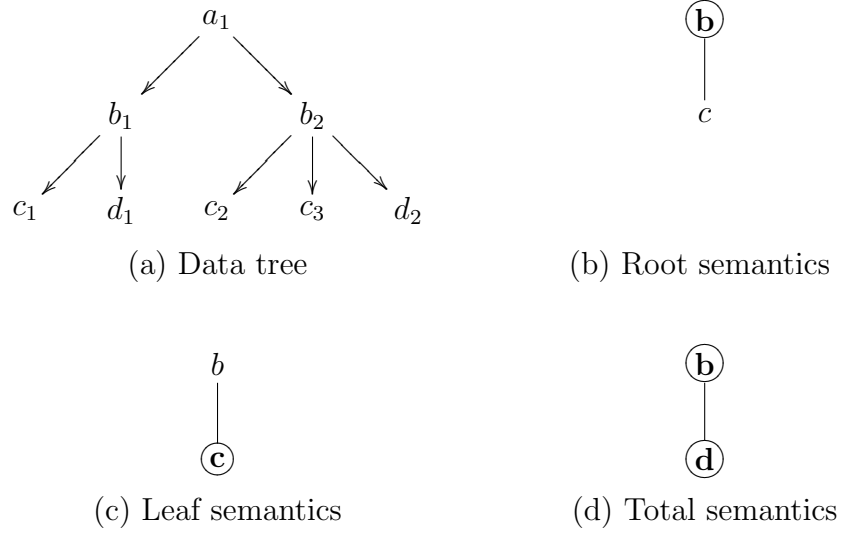 a₁ b
b₁ b₂ c
c₁ d₁ c₂ c₃ d₂
(a) Data tree (b) Root semantics
b b
c d
(c) Leaf semantics (d) Total semantics